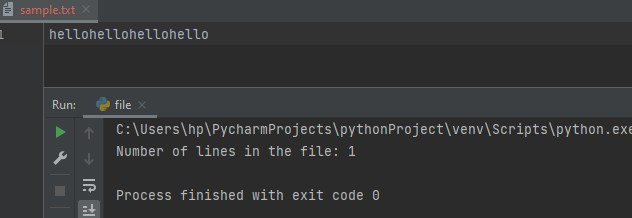 sample.txt
1 hellohellohellohello
Run: file
C:\Users\hp\PycharmProjects\pythonProject\venv\Scripts\python.exe
Number of lines in the file: 1
Process finished with exit code 0